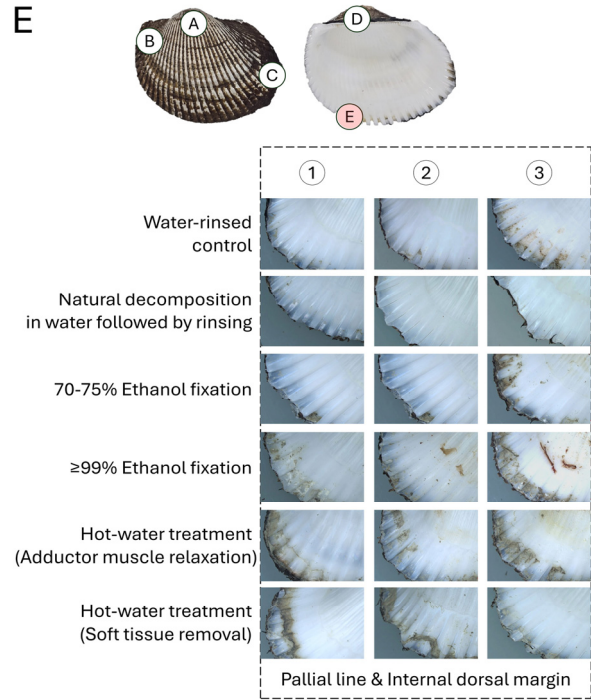 E
A
B
C
D
E
1
2
3
Water-rinsed
control
Natural decomposition
in water followed by rinsing
70-75% Ethanol fixation
≥99% Ethanol fixation
Hot-water treatment
(Adductor muscle relaxation)
Hot-water treatment
(Soft tissue removal)
Pallial line & Internal dorsal margin